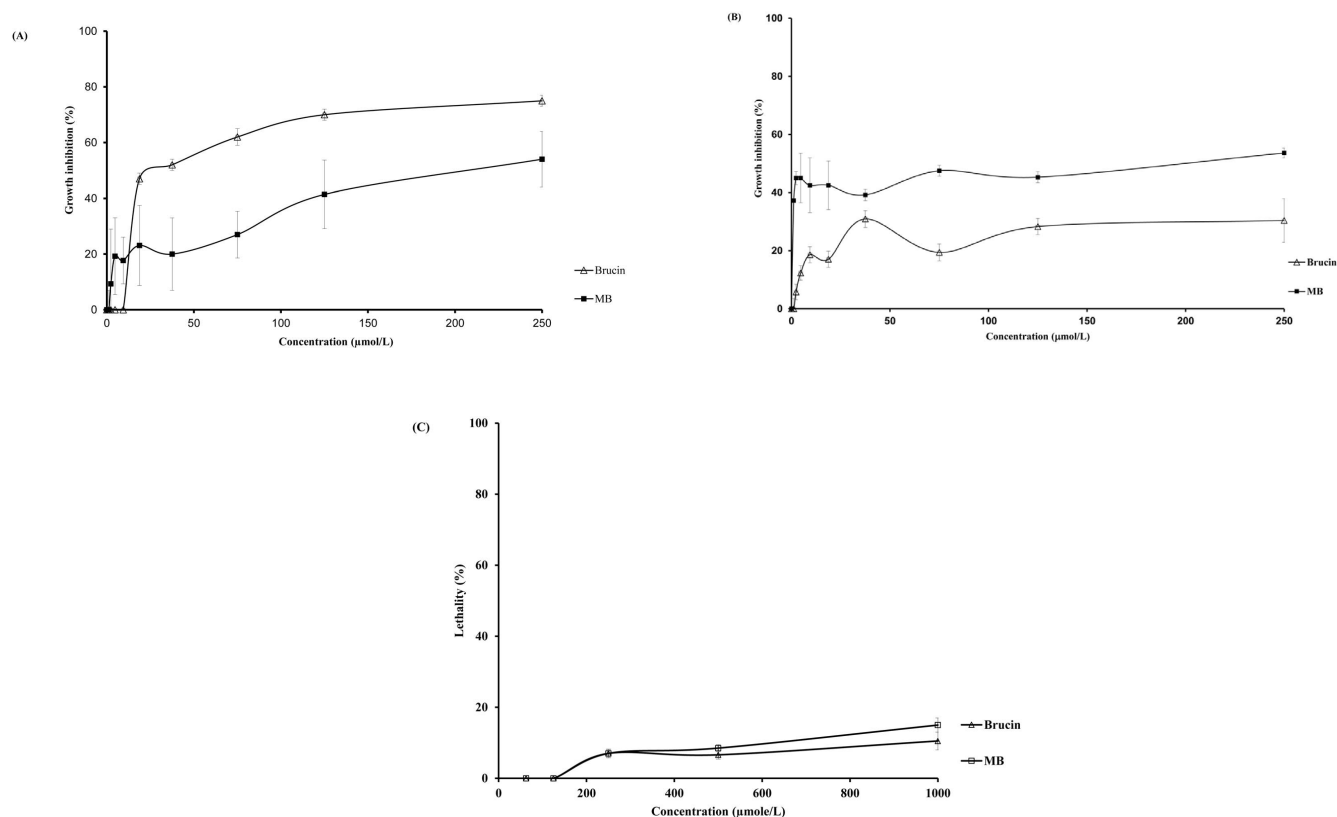 (A)
Growth inhibition (%)
100
80
60
40
20
0
0
50
100
150
200
250
Concentration (µmol/L)
Brucin
MB
(B)
Growth inhibition (%)
100
80
60
40
20
0
0
50
100
150
200
250
Concentration (µmol/L)
Brucin
MB
(C)
Lethality (%)
100
80
60
40
20
0
0
200
400
600
800
1000
Concentration (µmole/L)
Brucin
MB